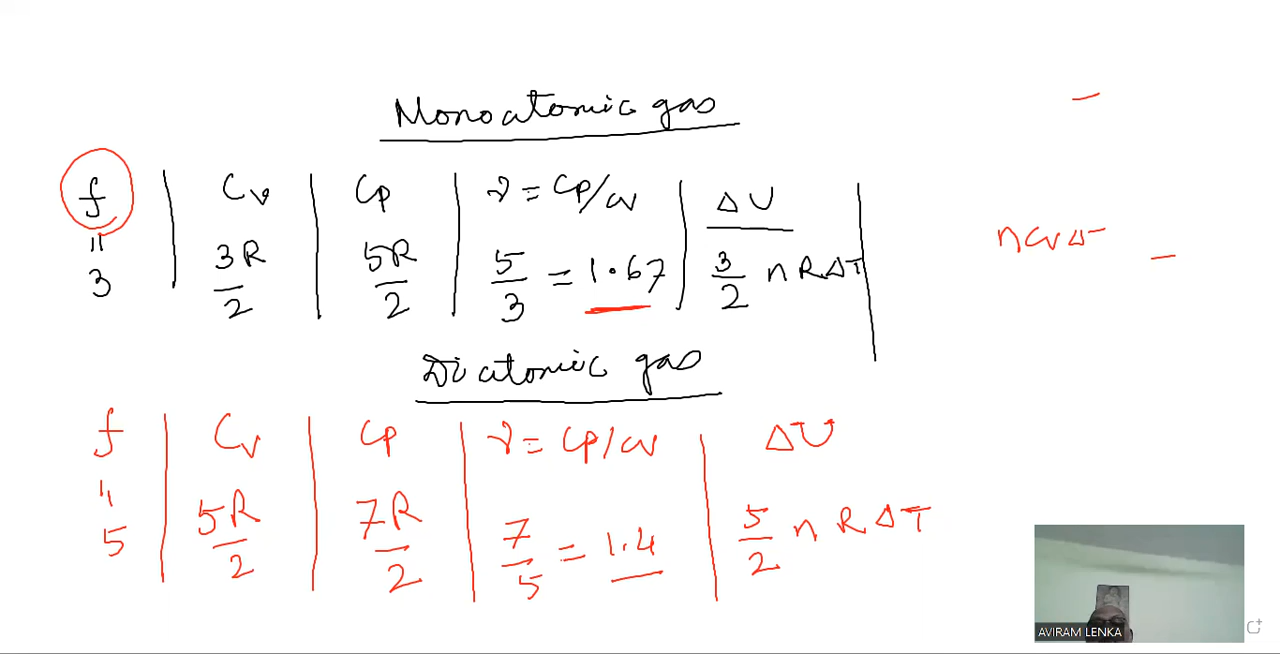 Monoatomic gas
f | Cv | Cp | γ = Cp/Cv | ΔU |
"
3 | 3R/2 | 5R/2 | 5/3 = 1.67 | 3/2 n R ΔT |
nCvΔT
Diatomic gas
f | Cv | Cp | γ = Cp/Cv | ΔU
"
5 | 5R/2 | 7R/2 | 7/5 = 1.4 | 5/2 n R ΔT
AVIRAM LENKA